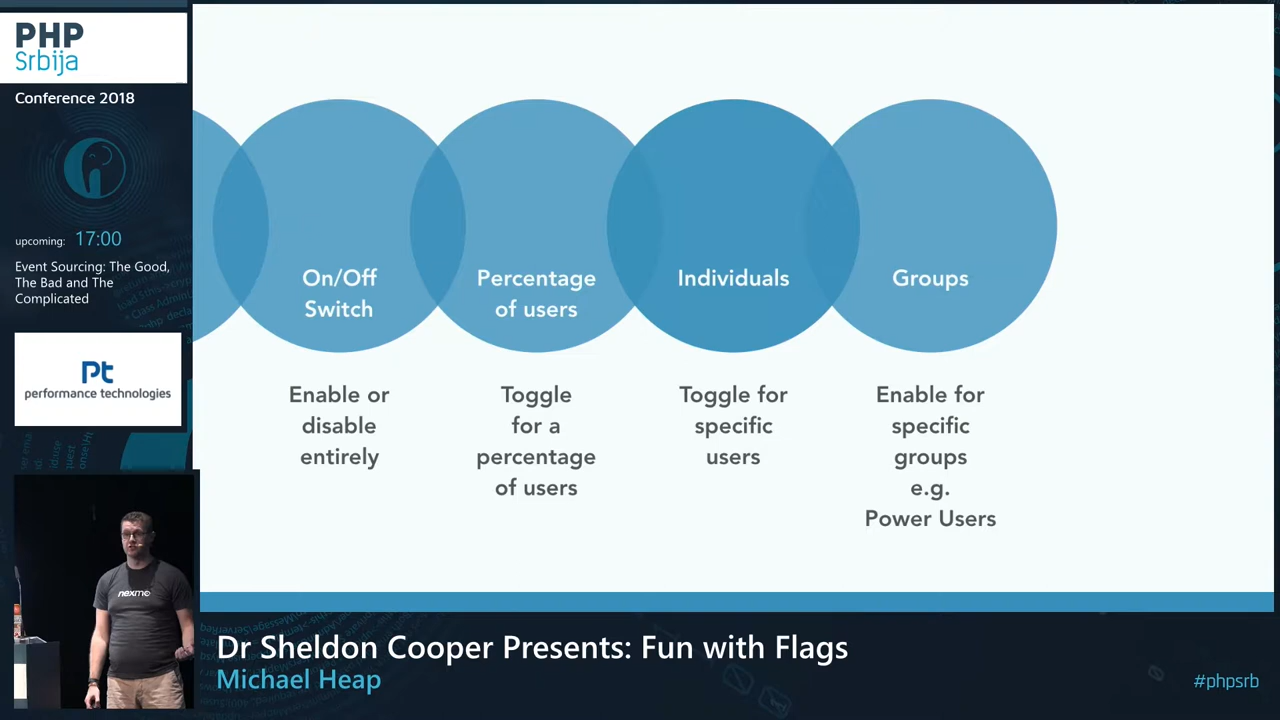 PHP
Srbija
Conference 2018
upcoming: 17:00
Event Sourcing: The Good,
The Bad and The
Complicated
Pt
performance technologies
On/Off
Switch
Percentage
of users
Individuals
Groups
Enable or
disable
entirely
Toggle
for a
percentage
of users
Toggle for
specific
users
Enable for
specific
groups
e.g.
Power Users
nexmo
Dr Sheldon Cooper Presents: Fun with Flags
Michael Heap
#phpsrb